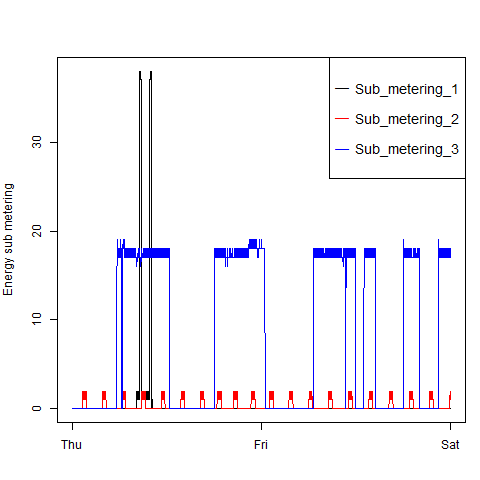 Sub_metering_1
Sub_metering_2
Sub_metering_3
Energy sub metering
30
20
10
0
Thu Fri Sat